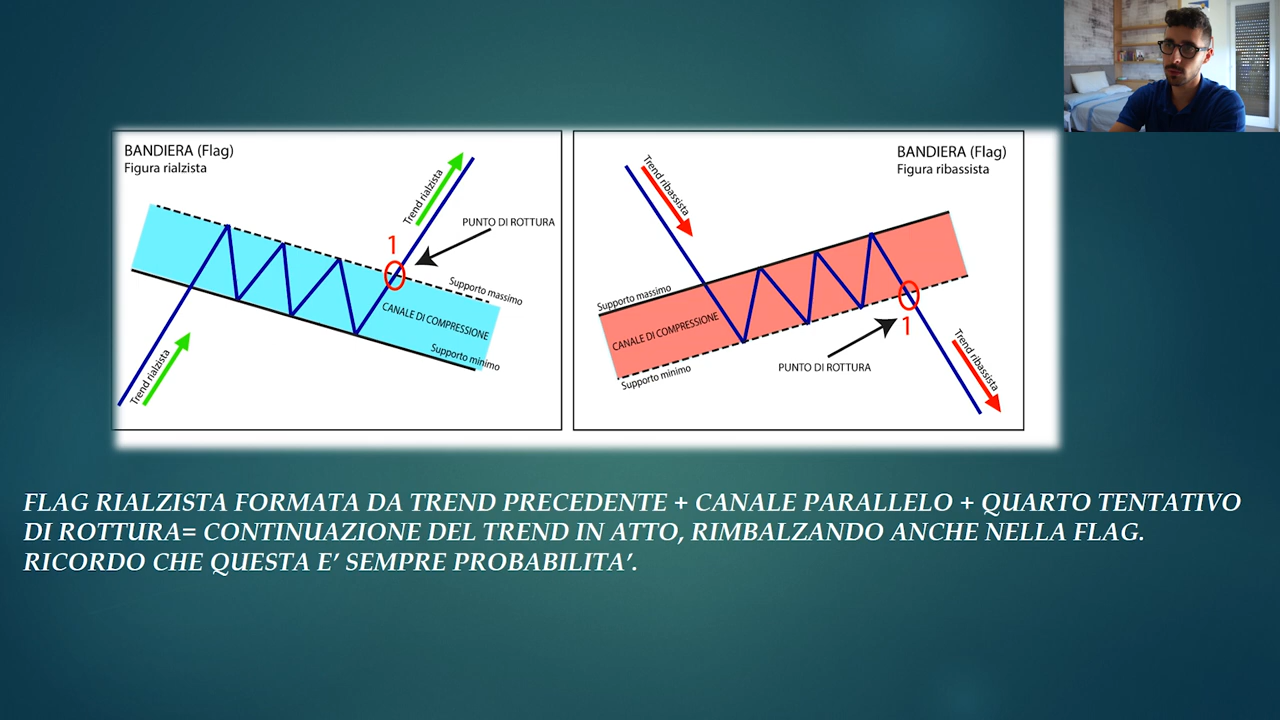 BANDIERA (Flag)
Figura rialzista
Trend rialzista
PUNTO DI ROTTURA
1
Supporto massimo
CANALE DI COMPRESSIONE
Supporto minimo
Trend rialzista
BANDIERA (Flag)
Figura ribassista
Trend ribassista
Supporto massimo
CANALE DI COMPRESSIONE
Supporto minimo
1
PUNTO DI ROTTURA
Trend ribassista
FLAG RIALZISTA FORMATA DA TREND PRECEDENTE + CANALE PARALLELO + QUARTO TENTATIVO
DI ROTTURA= CONTINUAZIONE DEL TREND IN ATTO, RIMBALZANDO ANCHE NELLA FLAG.
RICORDO CHE QUESTA E’ SEMPRE PROBABILITA’.